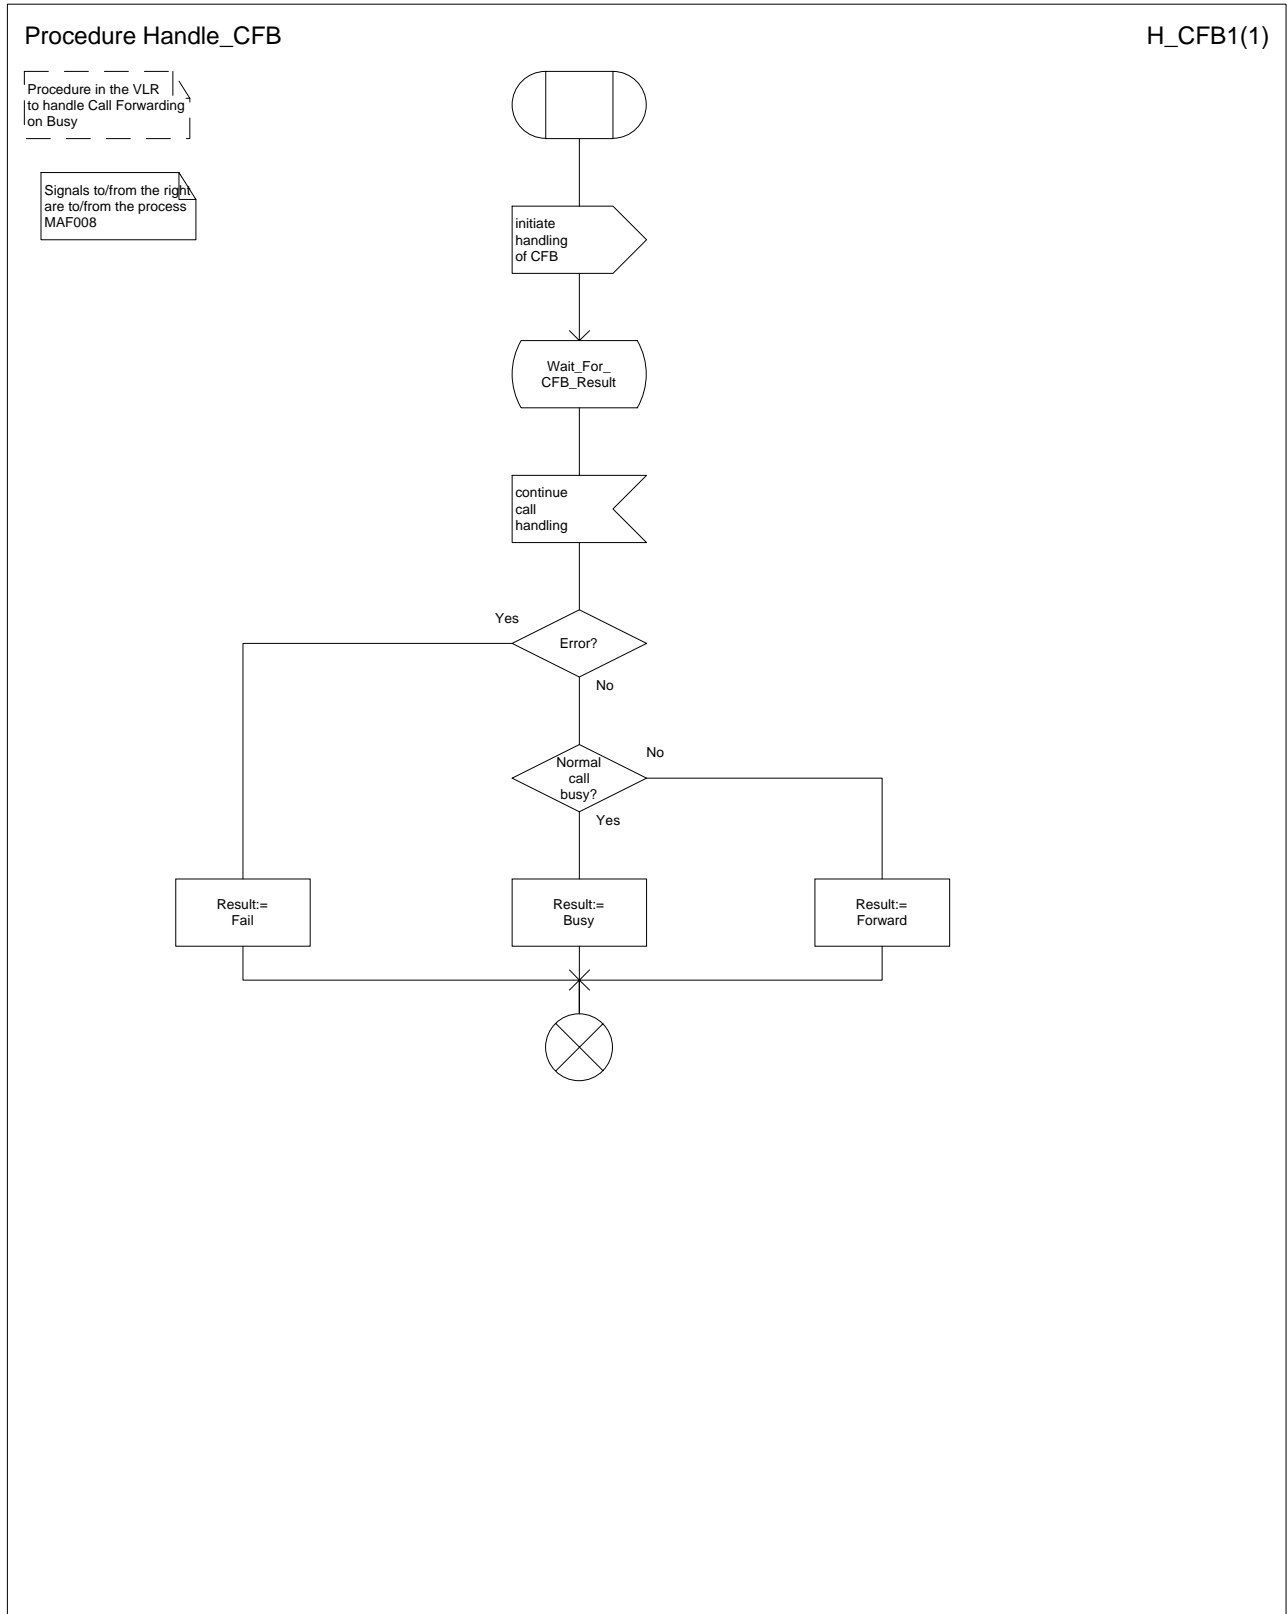 Procedure Handle_CFB
H_CFB1(1)
Procedure in the VLR
to handle Call Forwarding
on Busy
Signals to/from the right
are to/from the process
MAF008
initiate
handling
of CFB
Wait_For_
CFB_Result
continue
call
handling
Yes
Error?
No
Normal
call
busy?
No
Yes
Result:=
Fail
Result:=
Busy
Result:=
Forward